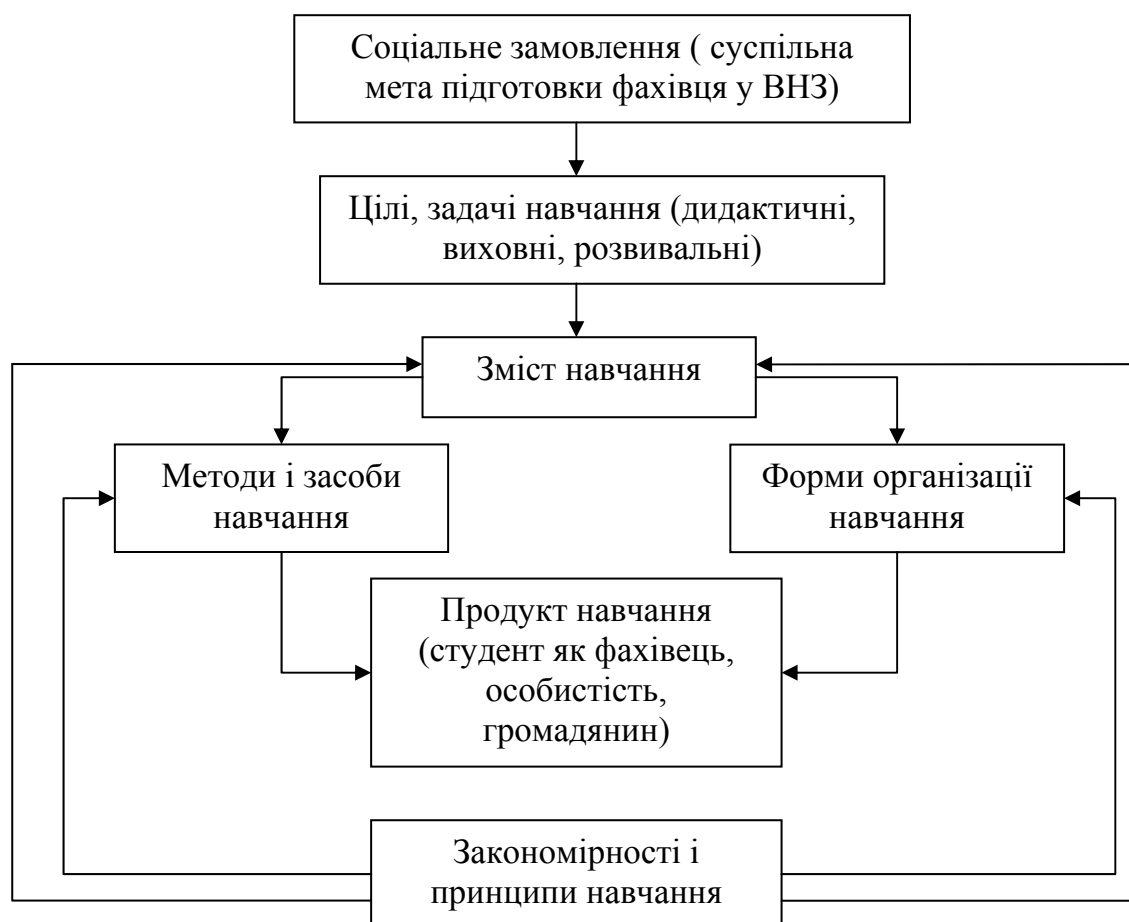 Соціальне замовлення ( суспільна
мета підготовки фахівця у ВНЗ)
Цілі, задачі навчання (дидактичні,
виховні, розвивальні)
Зміст навчання
Методи і засоби
навчання
Форми організації
навчання
Продукт навчання
(студент як фахівець,
особистість,
громадянин)
Закономірності і
принципи навчання